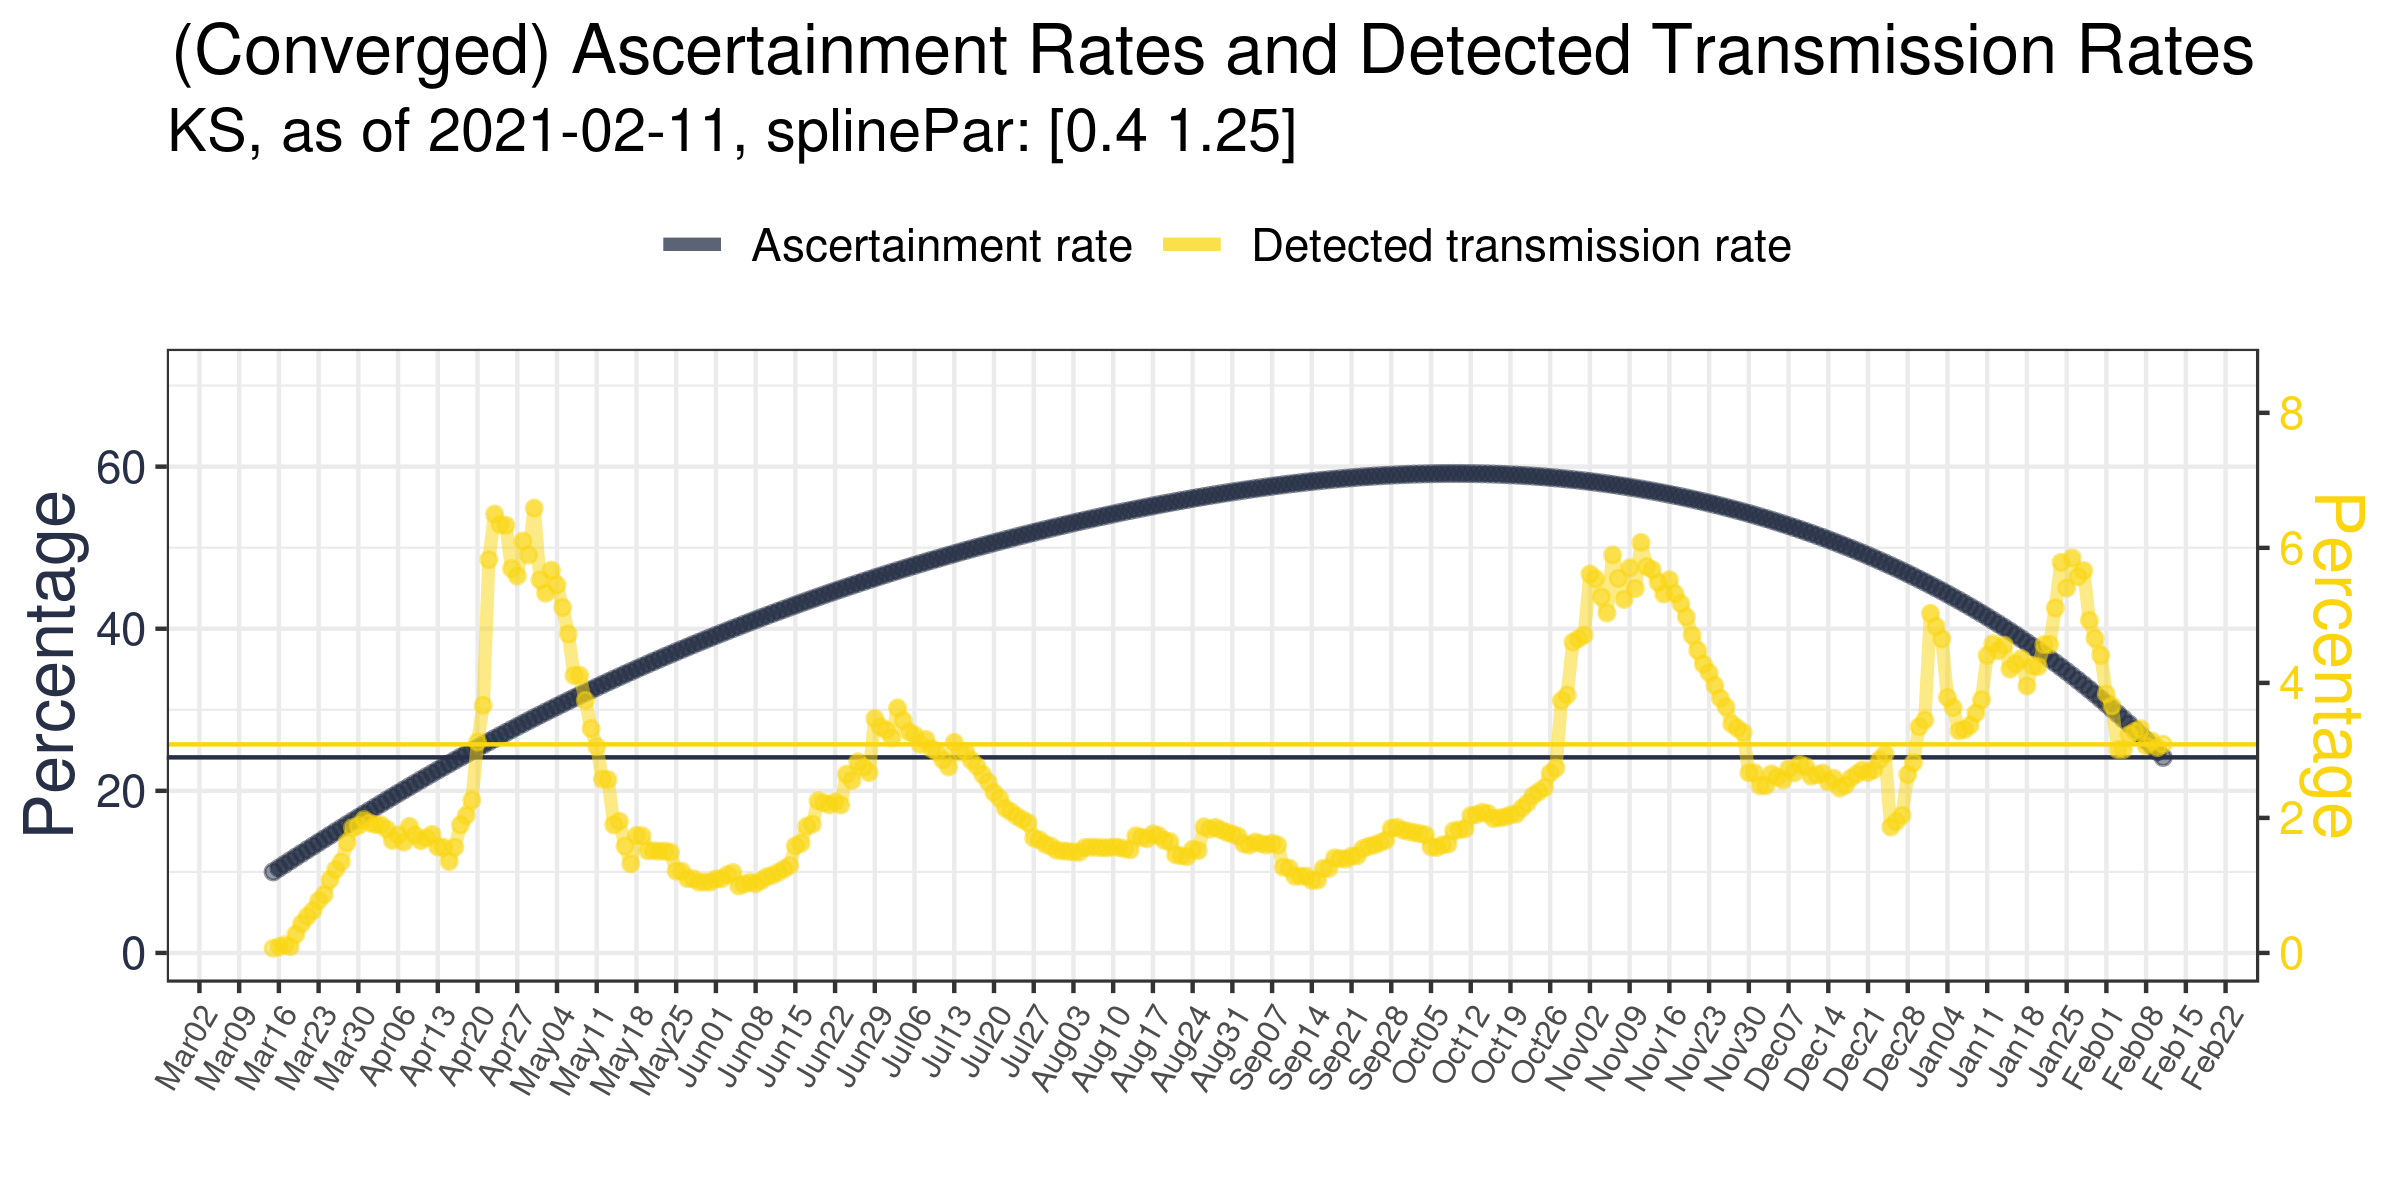 (Converged) Ascertainment Rates and Detected Transmission Rates
KS, as of 2021-02-11, splinePar: [0.4 1.25]
Ascertainment rate Detected transmission rate
Percentage
60
40
20
0
8
6
4
2
0
Percentage
Mar02 Mar09 Mar16 Mar23 Mar30 Apr06 Apr13 Apr20 Apr27 May04 May11 May18 May25 Jun01 Jun08 Jun15 Jun22 Jun29 Jul06 Jul13 Jul20 Jul27 Aug03 Aug10 Aug17 Aug24 Aug31 Sep07 Sep14 Sep21 Sep28 Oct05 Oct12 Oct19 Oct26 Nov02 Nov09 Nov16 Nov23 Nov30 Dec07 Dec14 Dec21 Dec28 Jan04 Jan11 Jan18 Jan25 Feb01 Feb08 Feb15 Feb22